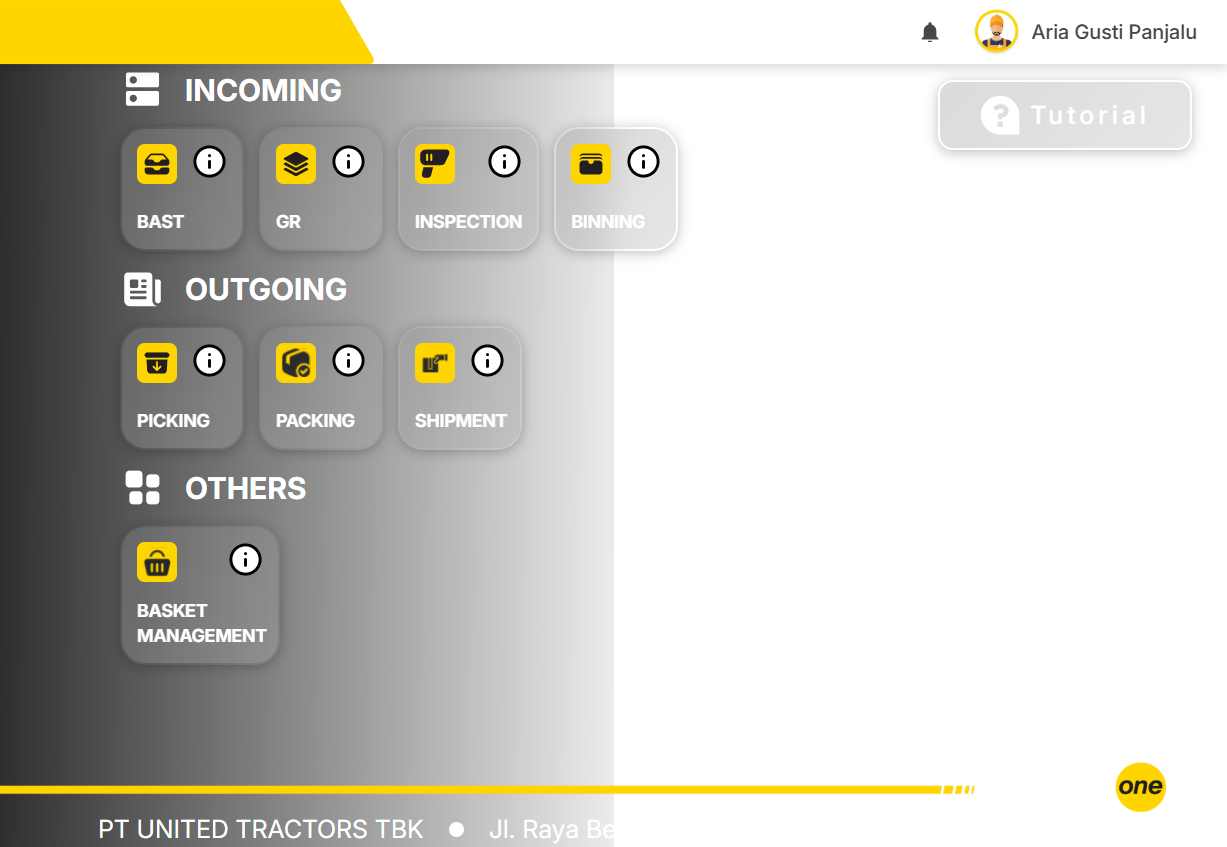 Aria Gusti Panjalu
INCOMING
Tutorial
BAST
GR
INSPECTION
BINNING
OUTGOING
PICKING
PACKING
SHIPMENT
OTHERS
BASKET
MANAGEMENT
one
PT UNITED TRACTORS TBK ● Jl. Raya Be